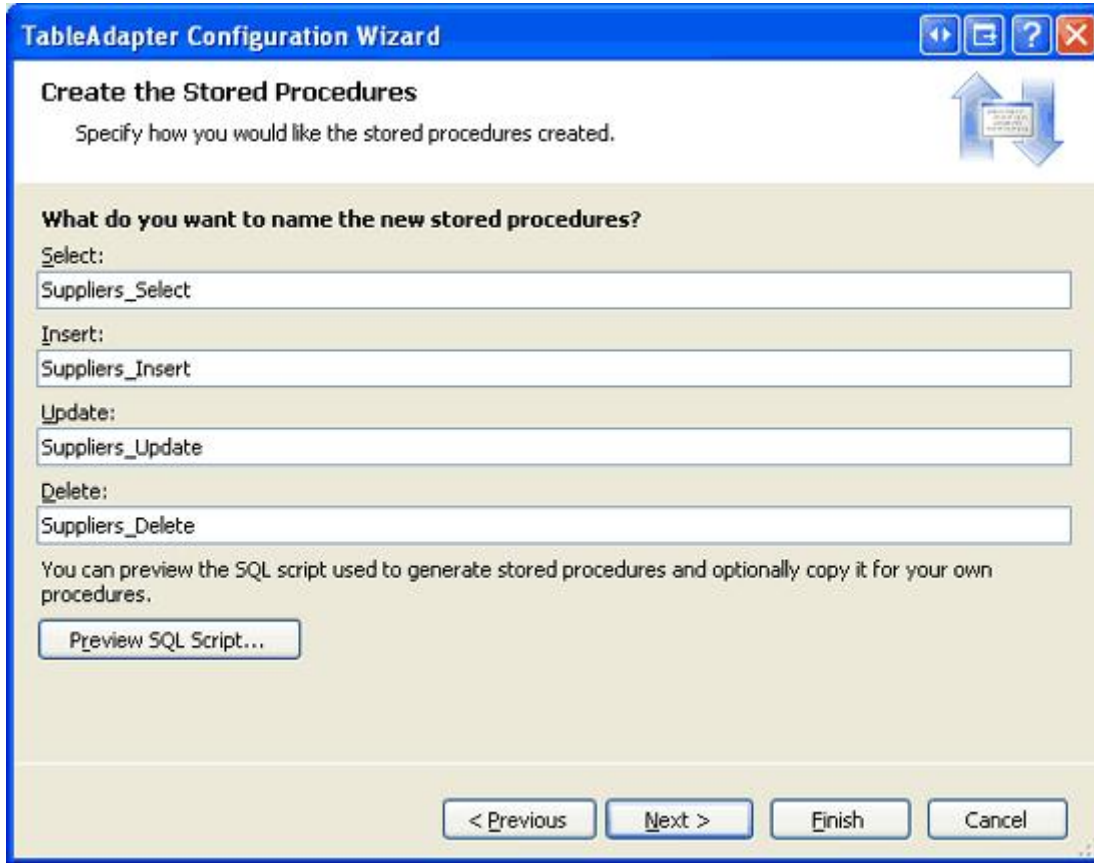 TableAdapter Configuration Wizard
Create the Stored Procedures
Specify how you would like the stored procedures created.
What do you want to name the new stored procedures?
Select:
Suppliers_Select
Insert:
Suppliers_Insert
Update:
Suppliers_Update
Delete:
Suppliers_Delete
You can preview the SQL script used to generate stored procedures and optionally copy it for your own
procedures.
Preview SQL Script...
< Previous Next > Finish Cancel